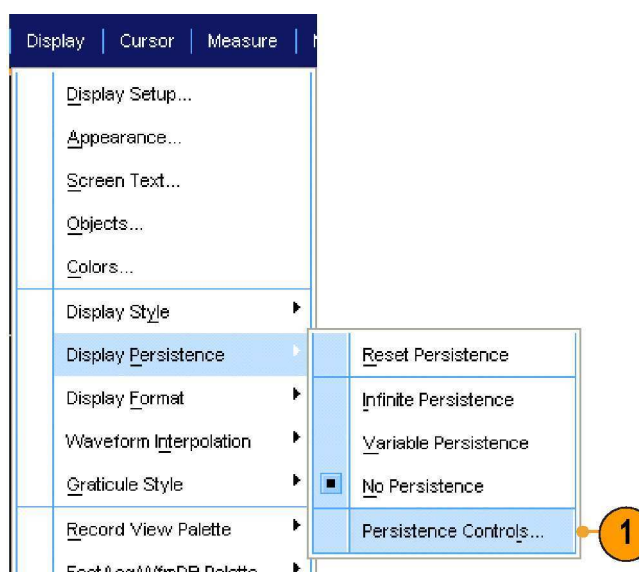 Display Cursor Measure
Display Setup...
Appearance...
Screen Text...
Objects...
Colors...
Display Style
Display Persistence
Reset Persistence
Display Format
Infinite Persistence
Waveform Interpolation
Variable Persistence
Graticule Style
No Persistence
Record View Palette
Persistence Controls...
1